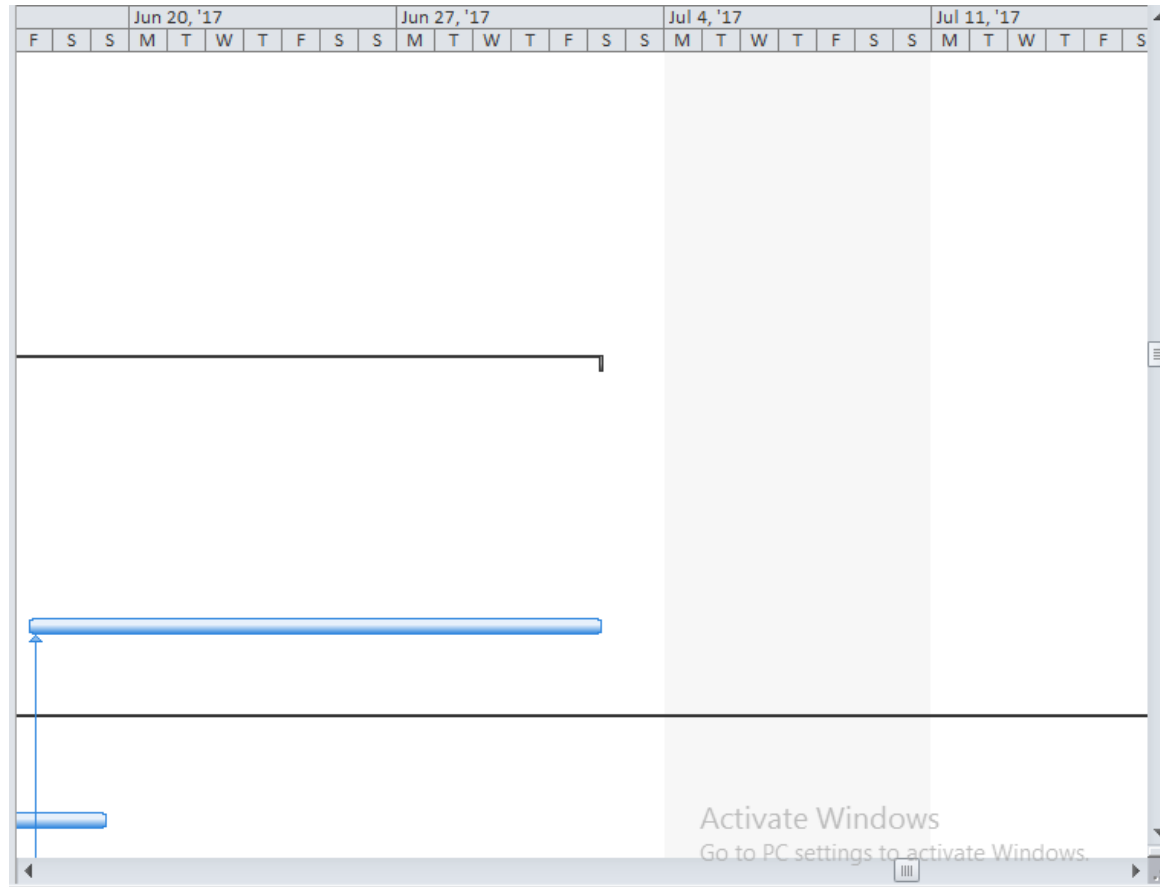 Jun 20, '17 Jun 27, '17 Jul 4, '17 Jul 11, '17
F S S M T W T F S S M T W T F S S M T W T F S S M T W T F S
Activate Windows
Go to PC settings to activate Windows.